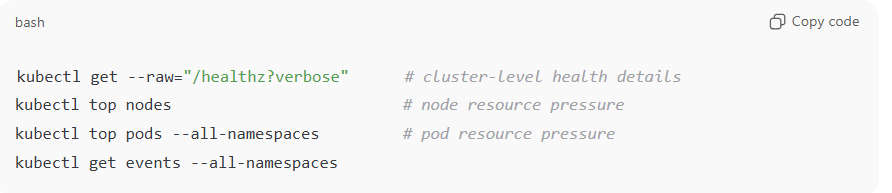 bash
Copy code
kubectl get --raw="/healthz?verbose" # cluster-level health details
kubectl top nodes # node resource pressure
kubectl top pods --all-namespaces # pod resource pressure
kubectl get events --all-namespaces